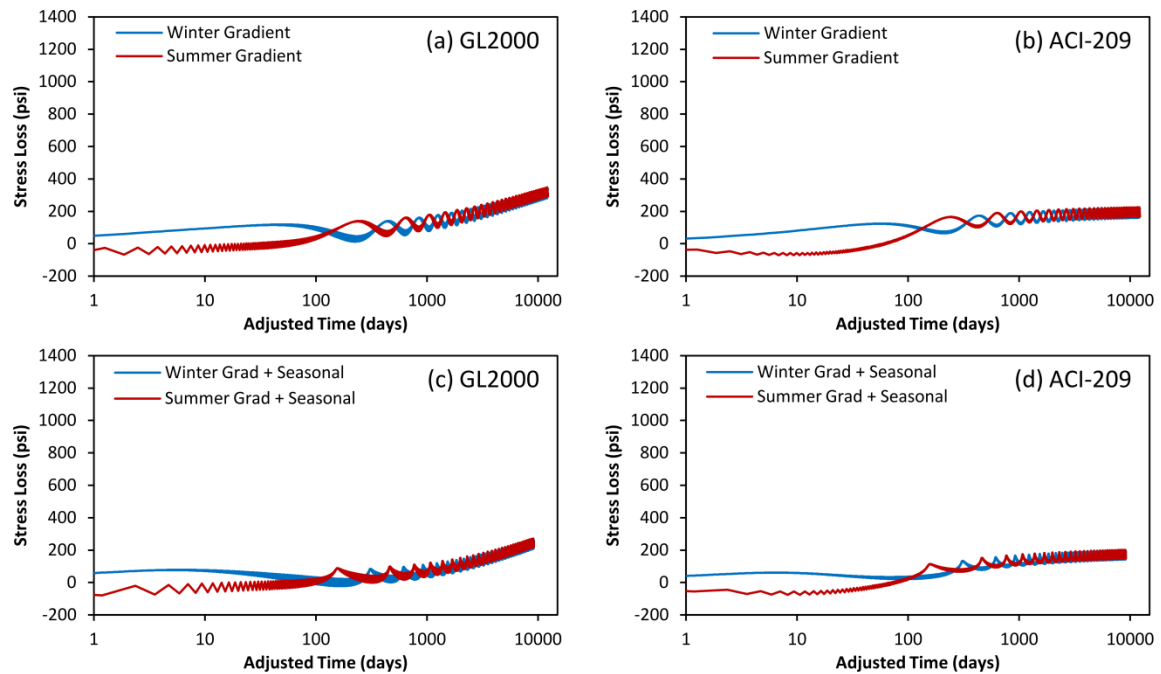 1400
1200
1000
800
600
400
200
0
-200
Stress Loss (psi)
Winter Gradient
Summer Gradient
(a) GL2000
1 10 100 1000 10000
Adjusted Time (days)
1400
1200
1000
800
600
400
200
0
-200
Stress Loss (psi)
Winter Gradient
Summer Gradient
(b) ACI-209
1 10 100 1000 10000
Adjusted Time (days)
1400
1200
1000
800
600
400
200
0
-200
Stress Loss (psi)
Winter Grad + Seasonal
Summer Grad + Seasonal
(c) GL2000
1 10 100 1000 10000
Adjusted Time (days)
1400
1200
1000
800
600
400
200
0
-200
Stress Loss (psi)
Winter Grad + Seasonal
Summer Grad + Seasonal
(d) ACI-209
1 10 100 1000 10000
Adjusted Time (days)